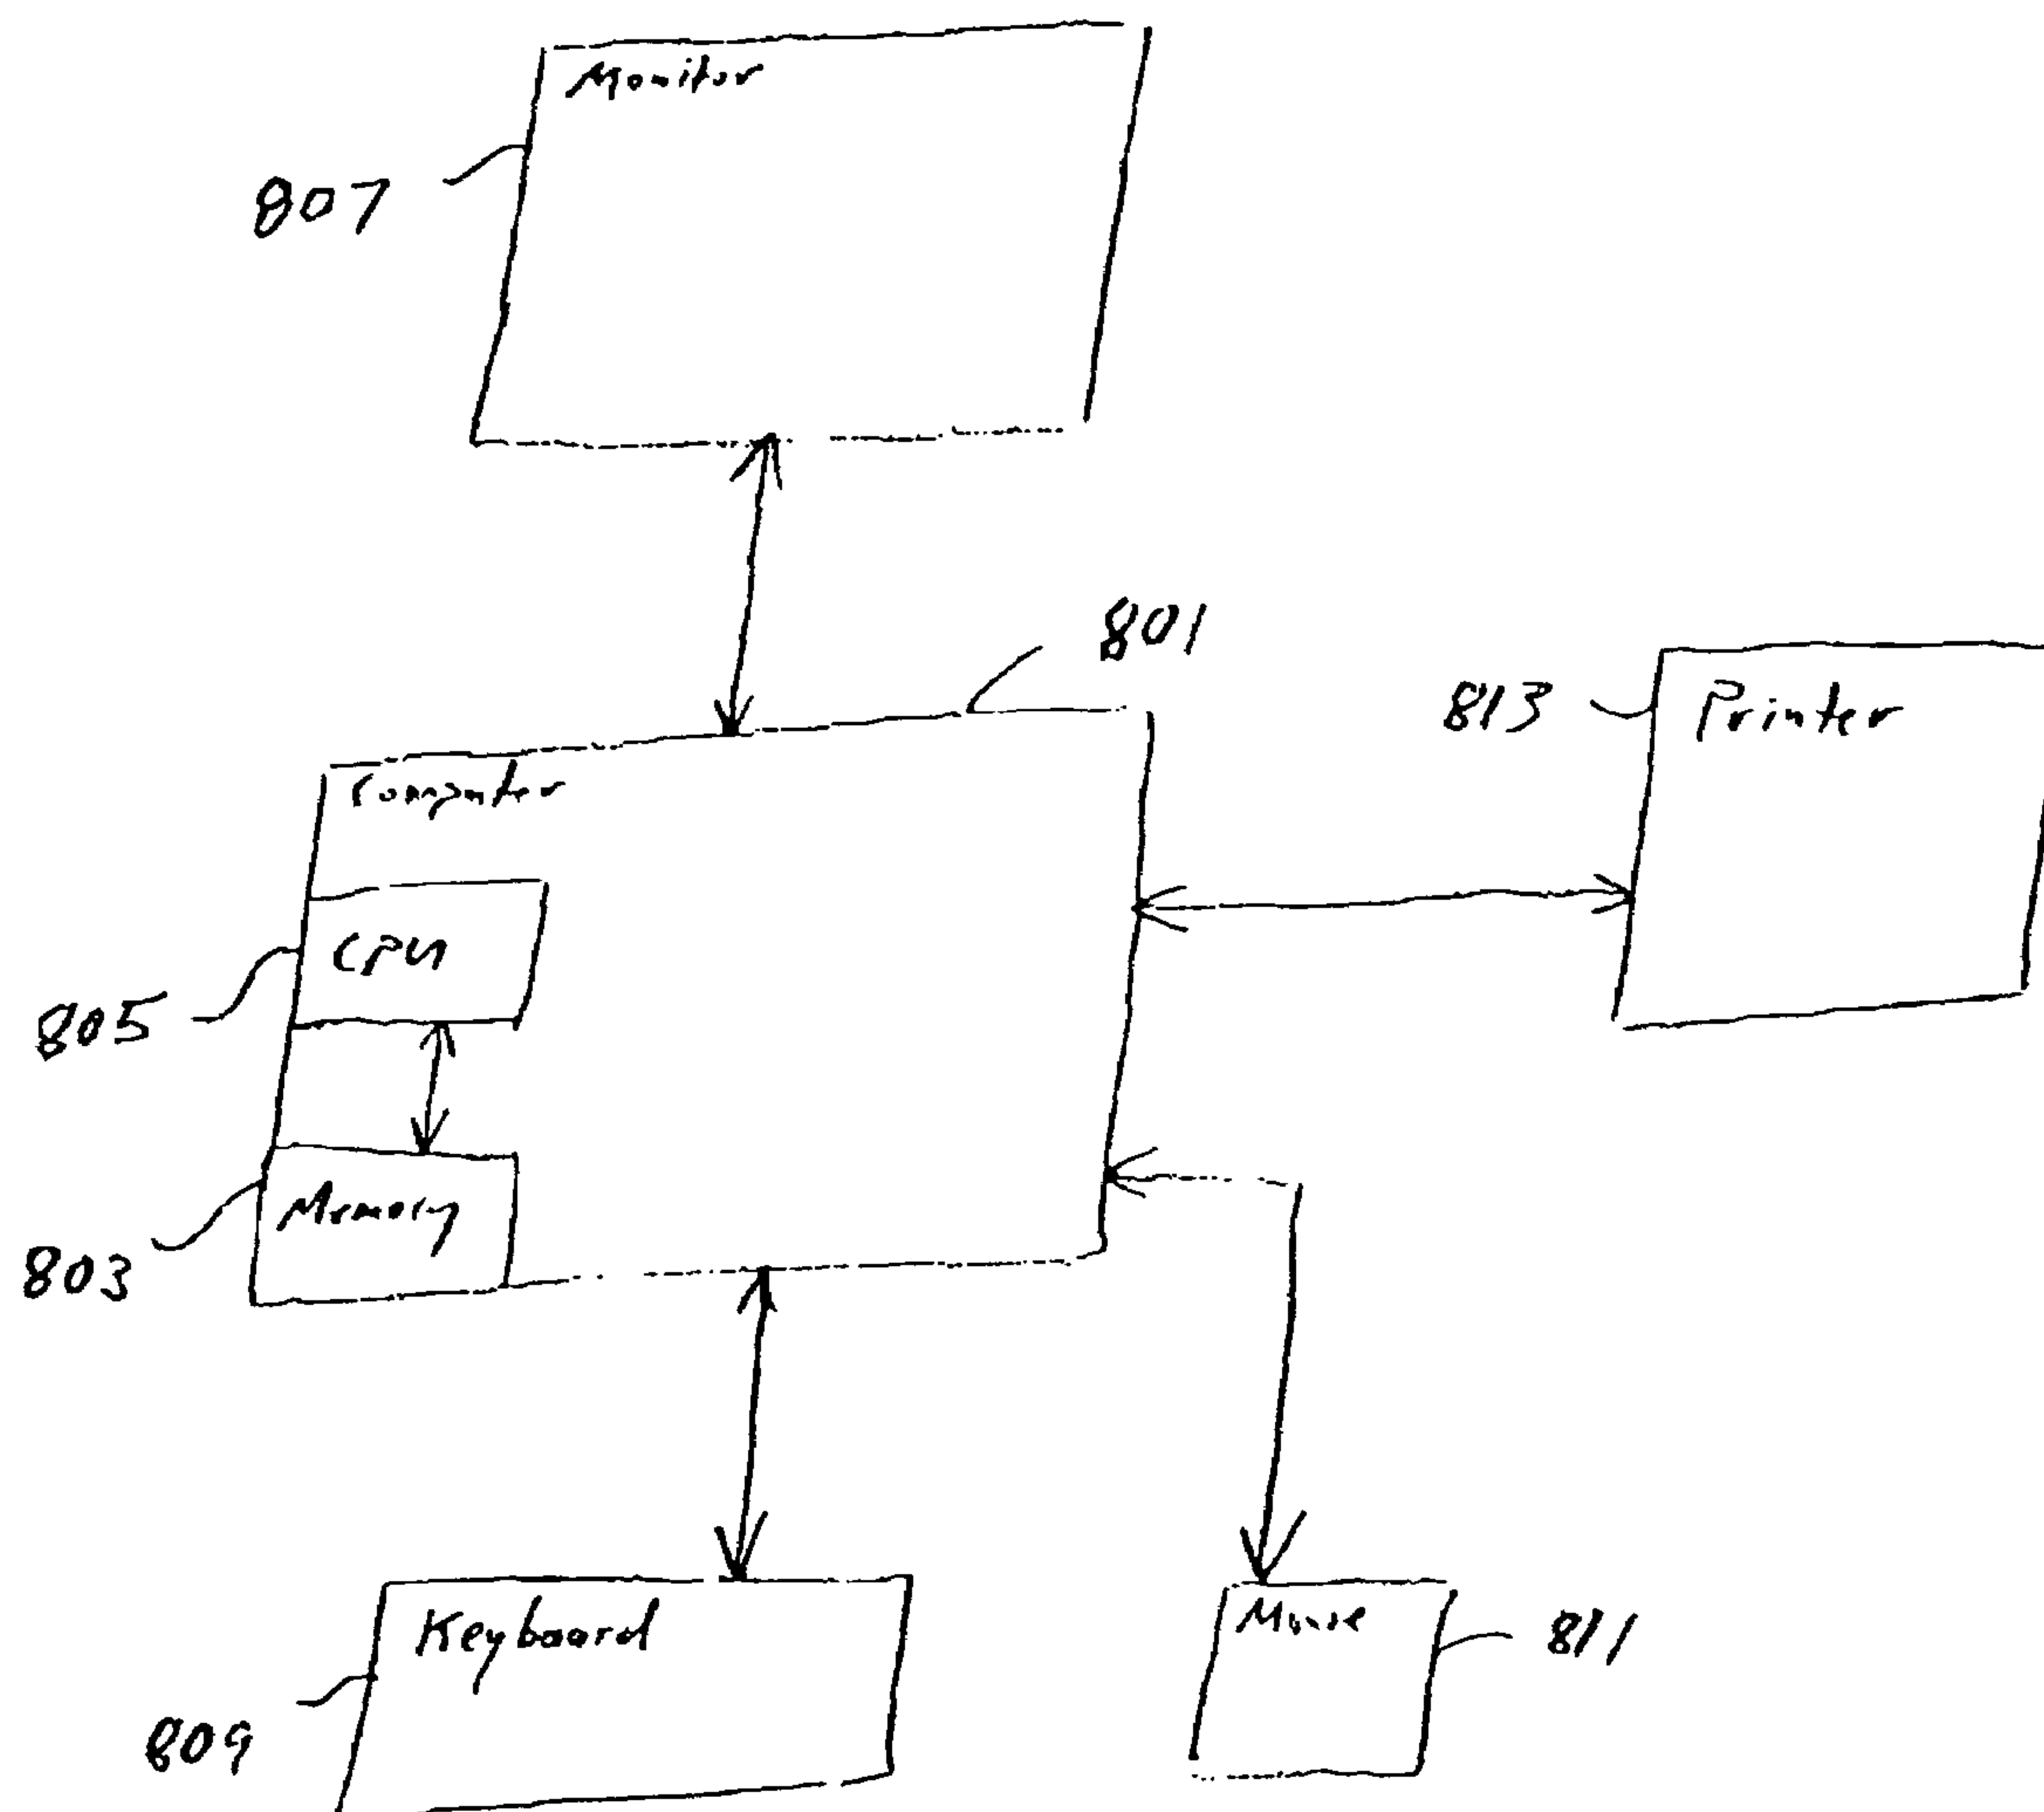 Monitor
807
801
813
Printer
Computer
CPU
805
Memory
803
Keyboard
Mouse
811
809